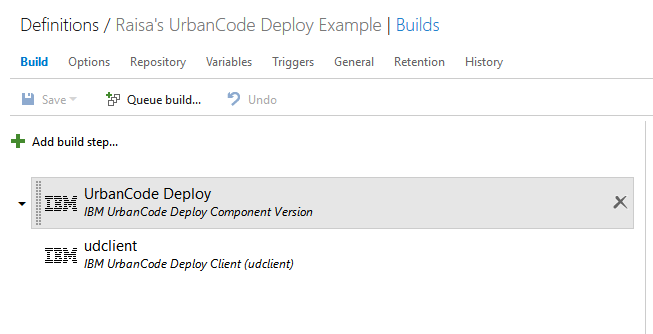 Definitions / Raisa's UrbanCode Deploy Example | Builds
Build Options Repository Variables Triggers General Retention History
Save Queue build... Undo
Add build step...
IBM UrbanCode Deploy
IBM UrbanCode Deploy Component Version
IBM udclient
IBM UrbanCode Deploy Client (udclient)